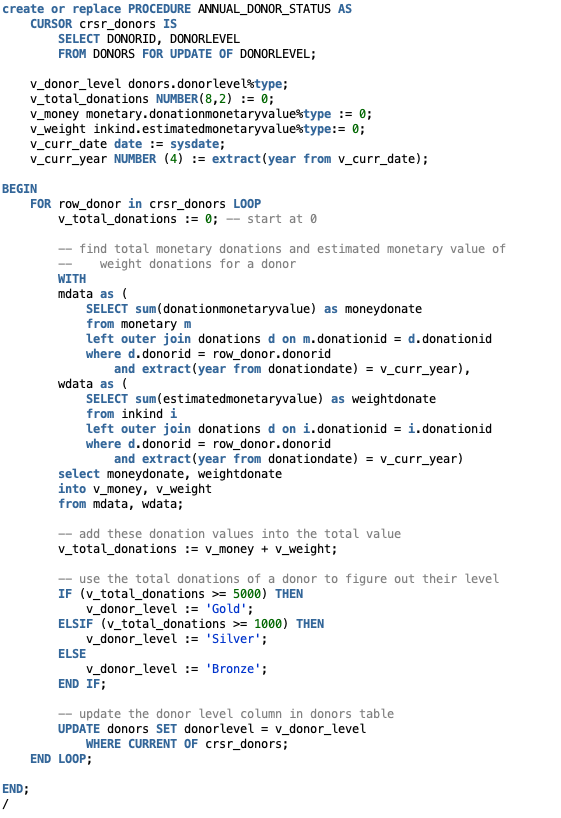 create or replace PROCEDURE ANNUAL_DONOR_STATUS AS
    CURSOR crsr_donors IS
        SELECT DONORID, DONORLEVEL
        FROM DONORS FOR UPDATE OF DONORLEVEL;

    v_donor_level donors.donorlevel%type;
    v_total_donations NUMBER(8,2) := 0;
    v_money monetary.donationmonetaryvalue%type := 0;
    v_weight inkind.estimatedmonetaryvalue%type:= 0;
    v_curr_date date := sysdate;
    v_curr_year NUMBER (4) := extract(year from v_curr_date);

BEGIN
    FOR row_donor in crsr_donors LOOP
        v_total_donations := 0; -- start at 0

        -- find total monetary donations and estimated monetary value of
        --    weight donations for a donor
        WITH
        mdata as (
            SELECT sum(donationmonetaryvalue) as moneydonate
            from monetary m
            left outer join donations d on m.donationid = d.donationid
            where d.donorid = row_donor.donorid
                and extract(year from donationdate) = v_curr_year),
        wdata as (
            SELECT sum(estimatedmonetaryvalue) as weightdonate
            from inkind i
            left outer join donations d on i.donationid = i.donationid
            where d.donorid = row_donor.donorid
                and extract(year from donationdate) = v_curr_year)
        select moneydonate, weightdonate
        into v_money, v_weight
        from mdata, wdata;

        -- add these donation values into the total value
        v_total_donations := v_money + v_weight;

        -- use the total donations of a donor to figure out their level
        IF (v_total_donations >= 5000) THEN
            v_donor_level := 'Gold';
        ELSIF (v_total_donations >= 1000) THEN
            v_donor_level := 'Silver';
        ELSE
            v_donor_level := 'Bronze';
        END IF;

        -- update the donor level column in donors table
        UPDATE donors SET donorlevel = v_donor_level
            WHERE CURRENT OF crsr_donors;
    END LOOP;

END;
/